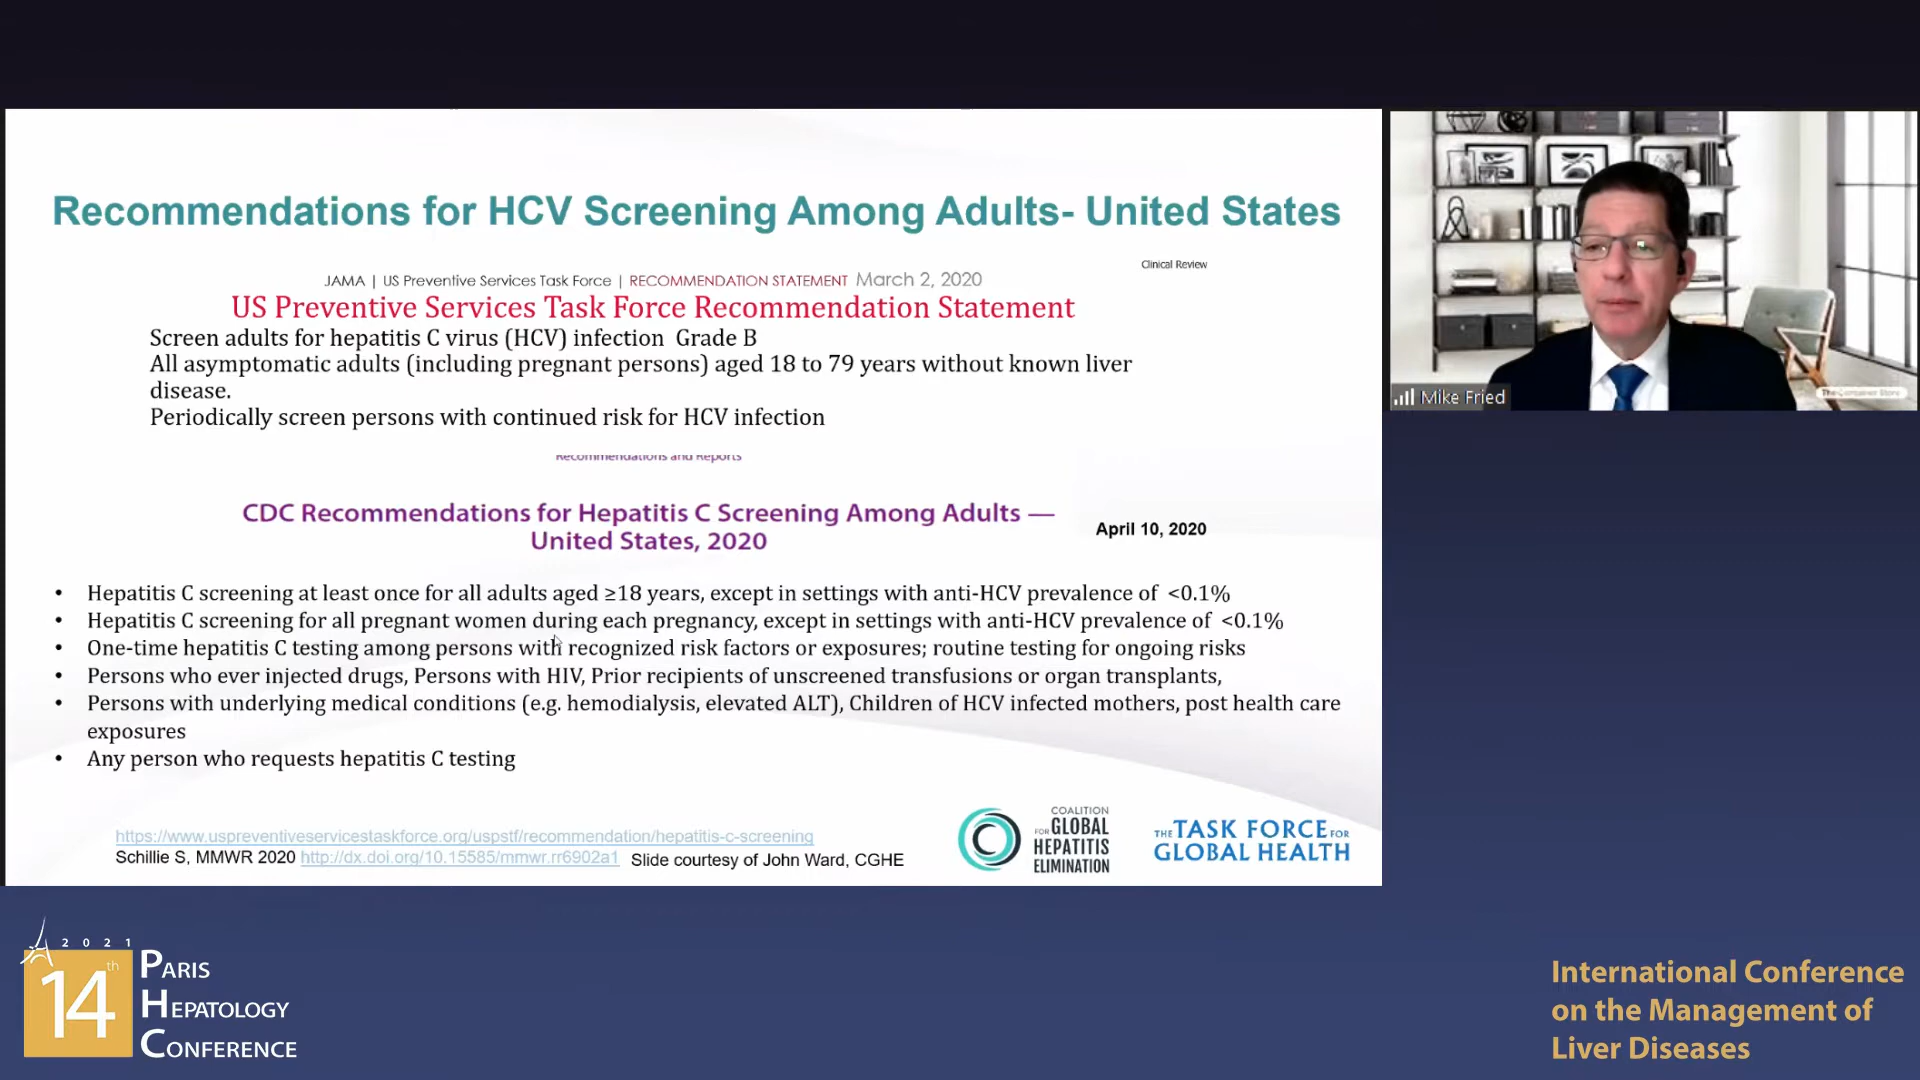 Recommendations for HCV Screening Among Adults- United States
Clinical Review
JAMA | US Preventive Services Task Force | RECOMMENDATION STATEMENT March 2, 2020
US Preventive Services Task Force Recommendation Statement
Screen adults for hepatitis C virus (HCV) infection Grade B
All asymptomatic adults (including pregnant persons) aged 18 to 79 years without known liver
disease.
Periodically screen persons with continued risk for HCV infection
Recommendations and Reports
CDC Recommendations for Hepatitis C Screening Among Adults —
United States, 2020
April 10, 2020
• Hepatitis C screening at least once for all adults aged ≥18 years, except in settings with anti-HCV prevalence of <0.1%
• Hepatitis C screening for all pregnant women during each pregnancy, except in settings with anti-HCV prevalence of <0.1%
• One-time hepatitis C testing among persons with recognized risk factors or exposures; routine testing for ongoing risks
• Persons who ever injected drugs, Persons with HIV, Prior recipients of unscreened transfusions or organ transplants,
• Persons with underlying medical conditions (e.g. hemodialysis, elevated ALT), Children of HCV infected mothers, post health care
exposures
• Any person who requests hepatitis C testing
https://www.uspreventiveservicestaskforce.org/uspstf/recommendation/hepatitis-c-screening
Schillie S, MMWR 2020 http://dx.doi.org/10.15585/mmwr.rr6902a1 Slide courtesy of John Ward, CGHE
COALITION
FOR GLOBAL
HEPATITIS
ELIMINATION
THE TASK FORCE FOR
GLOBAL HEALTH
Mike Fried
The Container Store
2021
14th
PARIS
HEPATOLOGY
CONFERENCE
International Conference
on the Management of
Liver Diseases